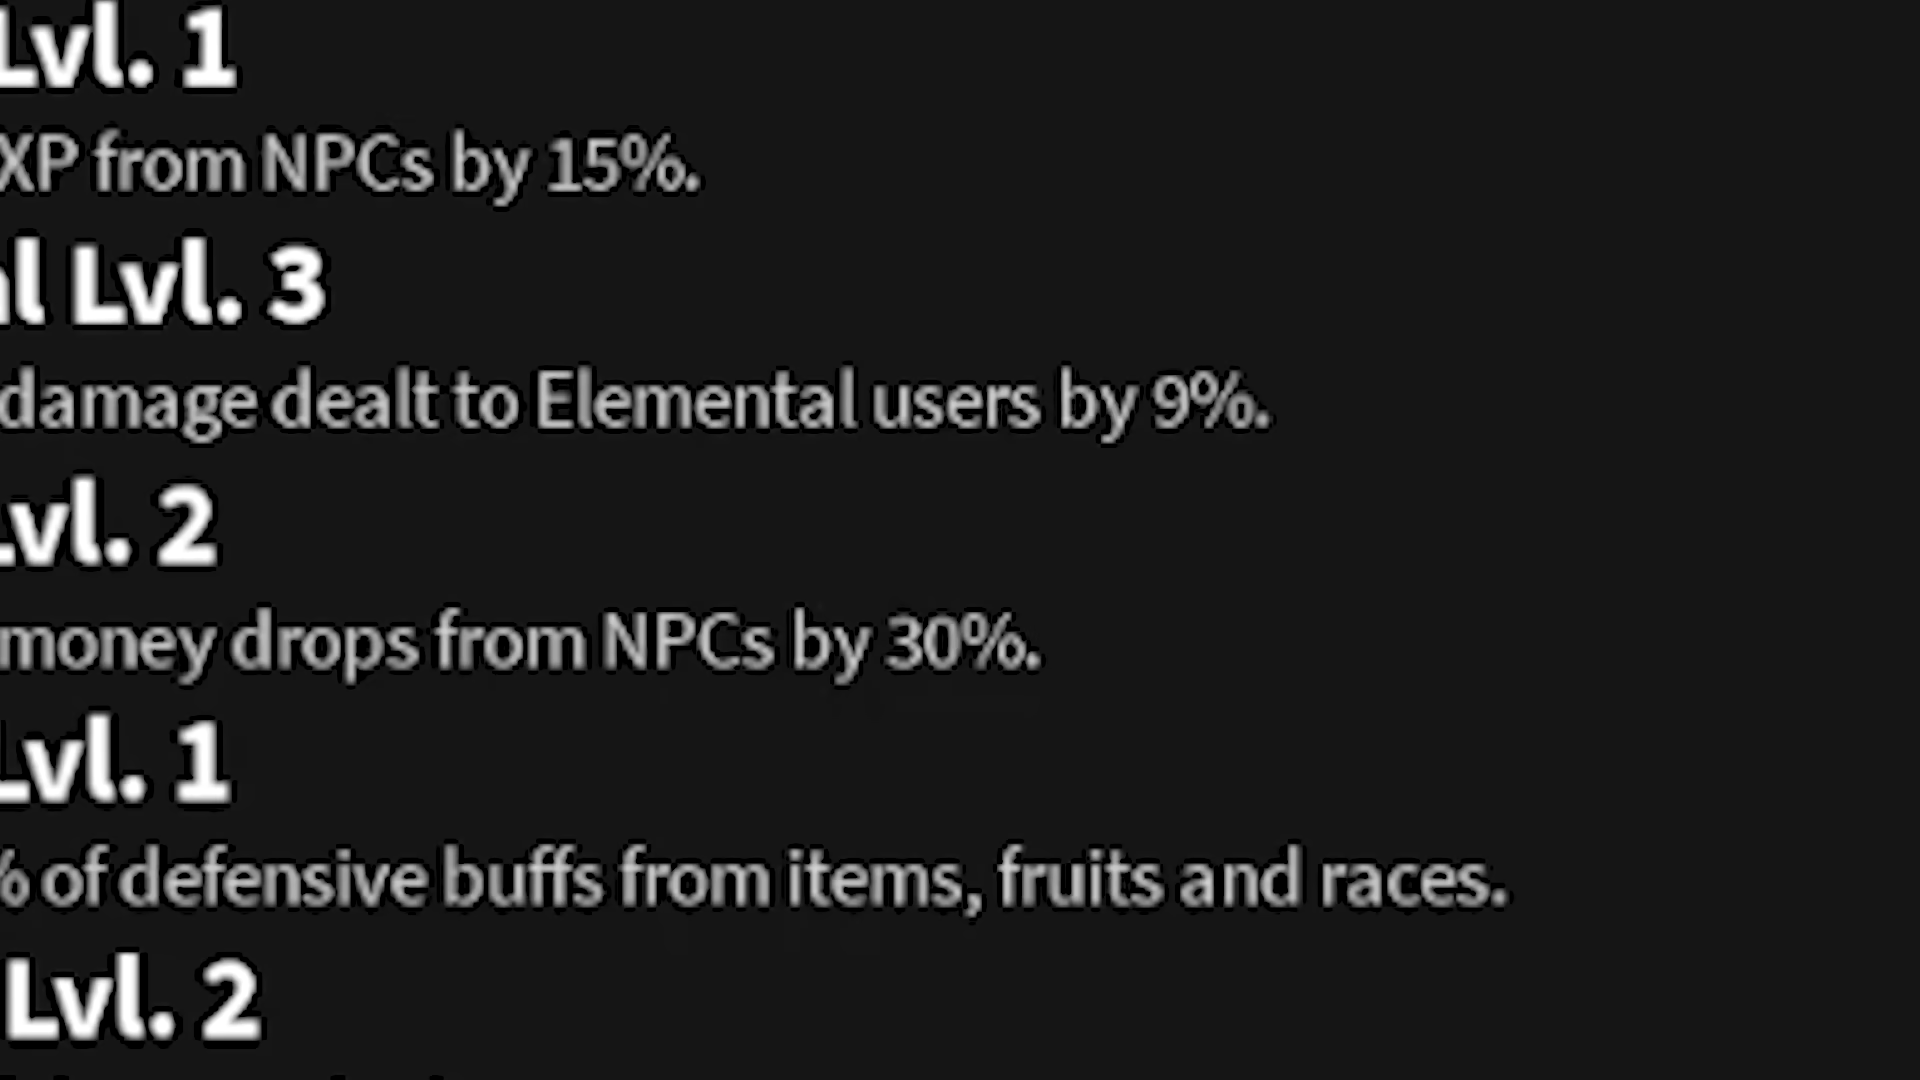 Lvl. 1
XP from NPCs by 15%.
Lvl. 3
damage dealt to Elemental users by 9%.
Lvl. 2
money drops from NPCs by 30%.
Lvl. 1
% of defensive buffs from items, fruits and races.
Lvl. 2